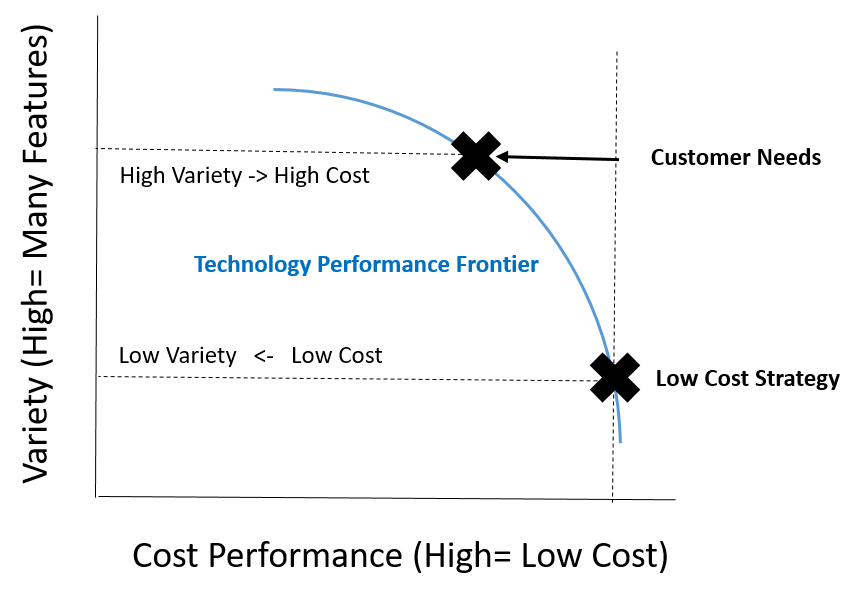 Variety (High= Many Features)
High Variety -> High Cost
Customer Needs
Technology Performance Frontier
Low Variety <- Low Cost
Low Cost Strategy
Cost Performance (High= Low Cost)